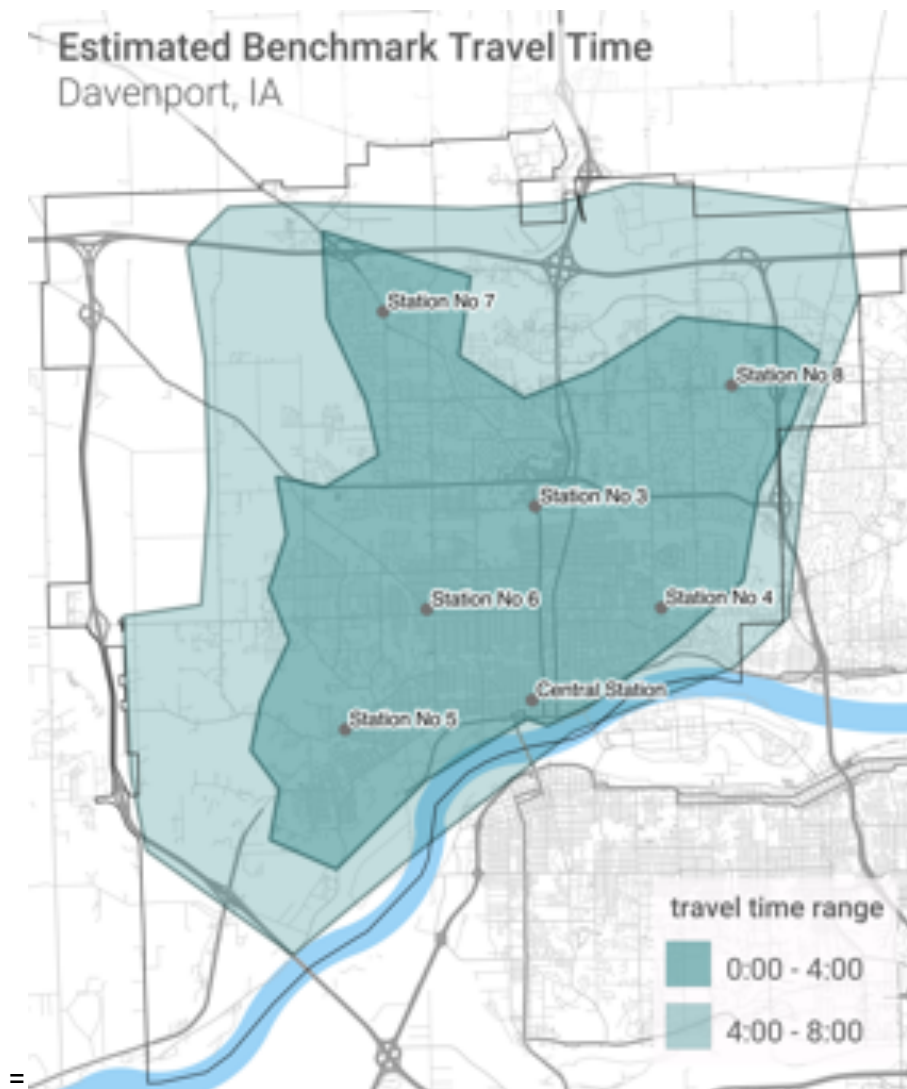 Estimated Benchmark Travel Time
Davenport, IA
Station No 7
Station No 8
Station No 3
Station No 6
Station No 4
Central Station
Station No 5
travel time range
0:00 - 4:00
4:00 - 8:00
=